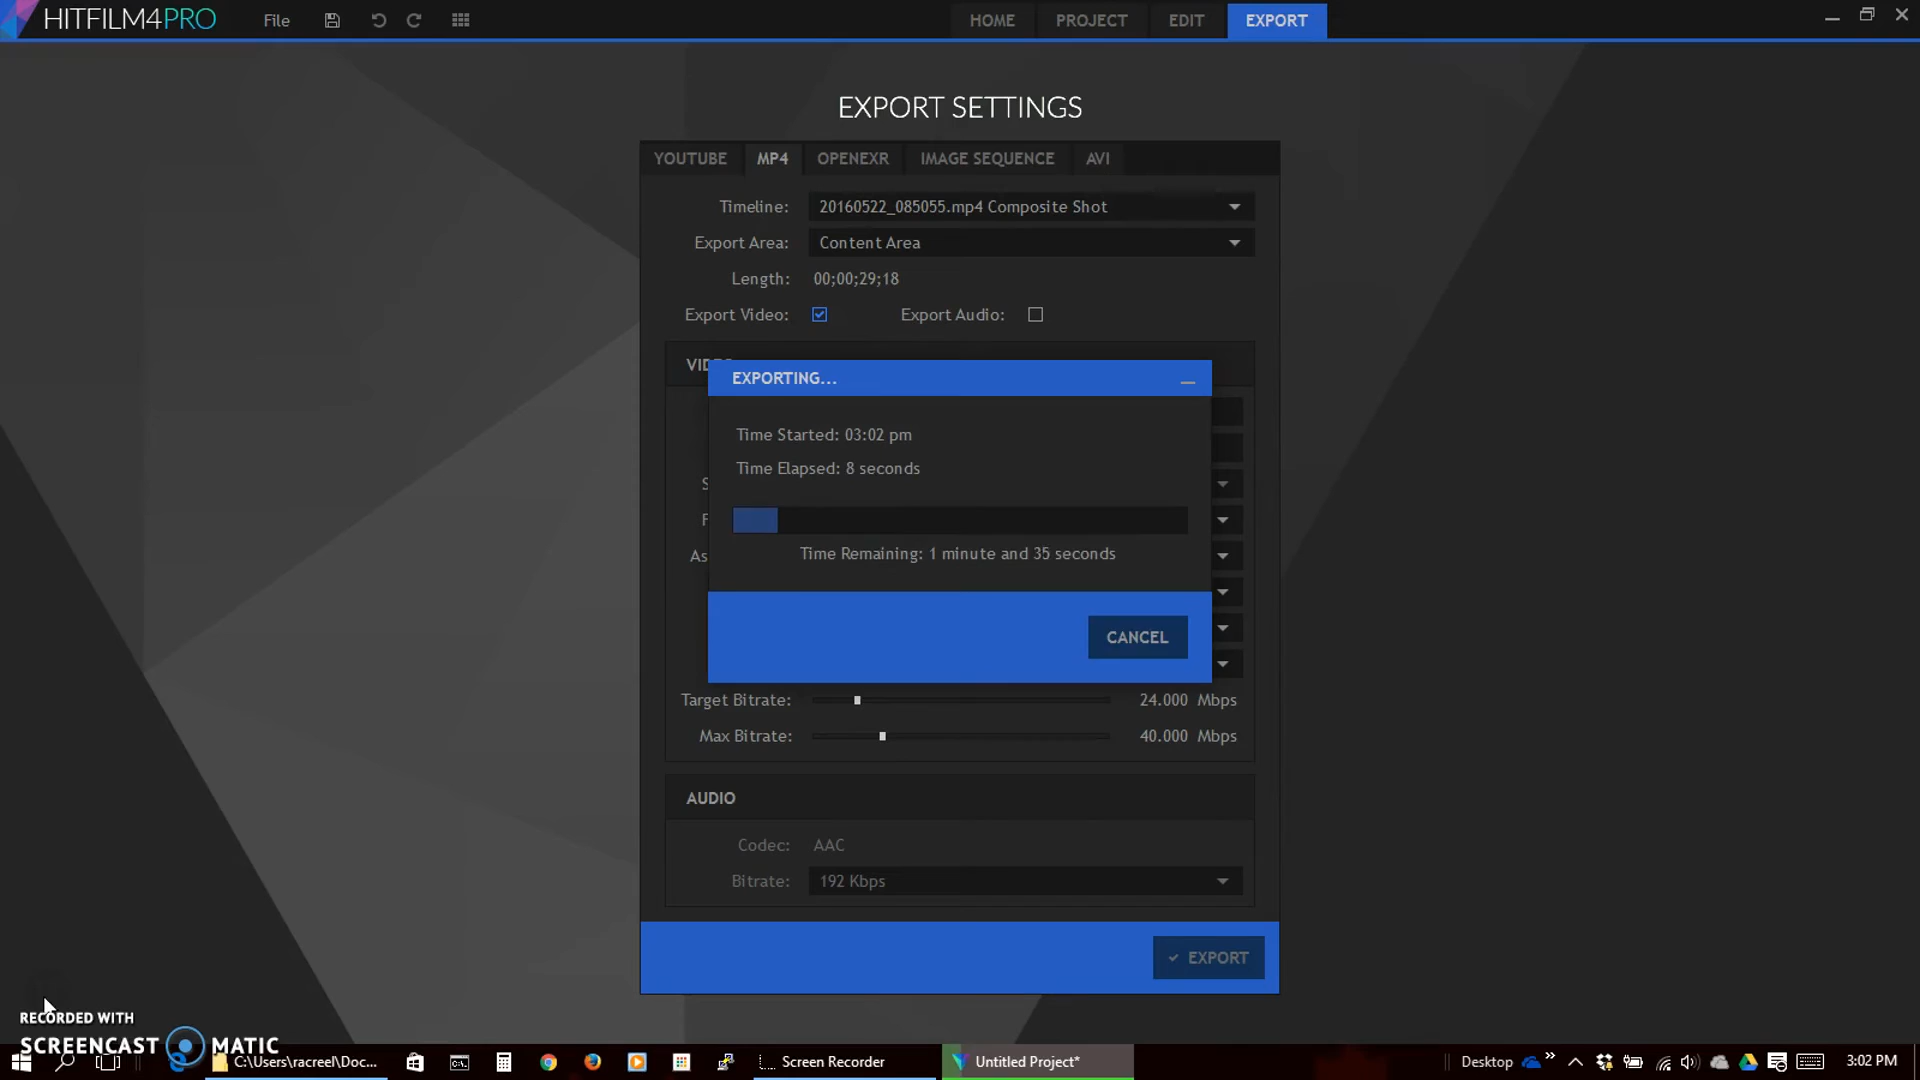 HITFILM4PRO File HOME PROJECT EDIT EXPORT
EXPORT SETTINGS
YOUTUBE MP4 OPENEXR IMAGE SEQUENCE AVI
Timeline: 20160522_085055.mp4 Composite Shot
Export Area: Content Area
Length: 00;00;29;18
Export Video: Export Audio:
EXPORTING...
Time Started: 03:02 pm
Time Elapsed: 8 seconds
Time Remaining: 1 minute and 35 seconds
CANCEL
Target Bitrate: 24.000 Mbps
Max Bitrate: 40.000 Mbps
AUDIO
Codec: AAC
Bitrate: 192 Kbps
EXPORT
RECORDED WITH
SCREENCAST MATIC
C:\Users\racreel\Doc... Screen Recorder Untitled Project* Desktop 3:02 PM